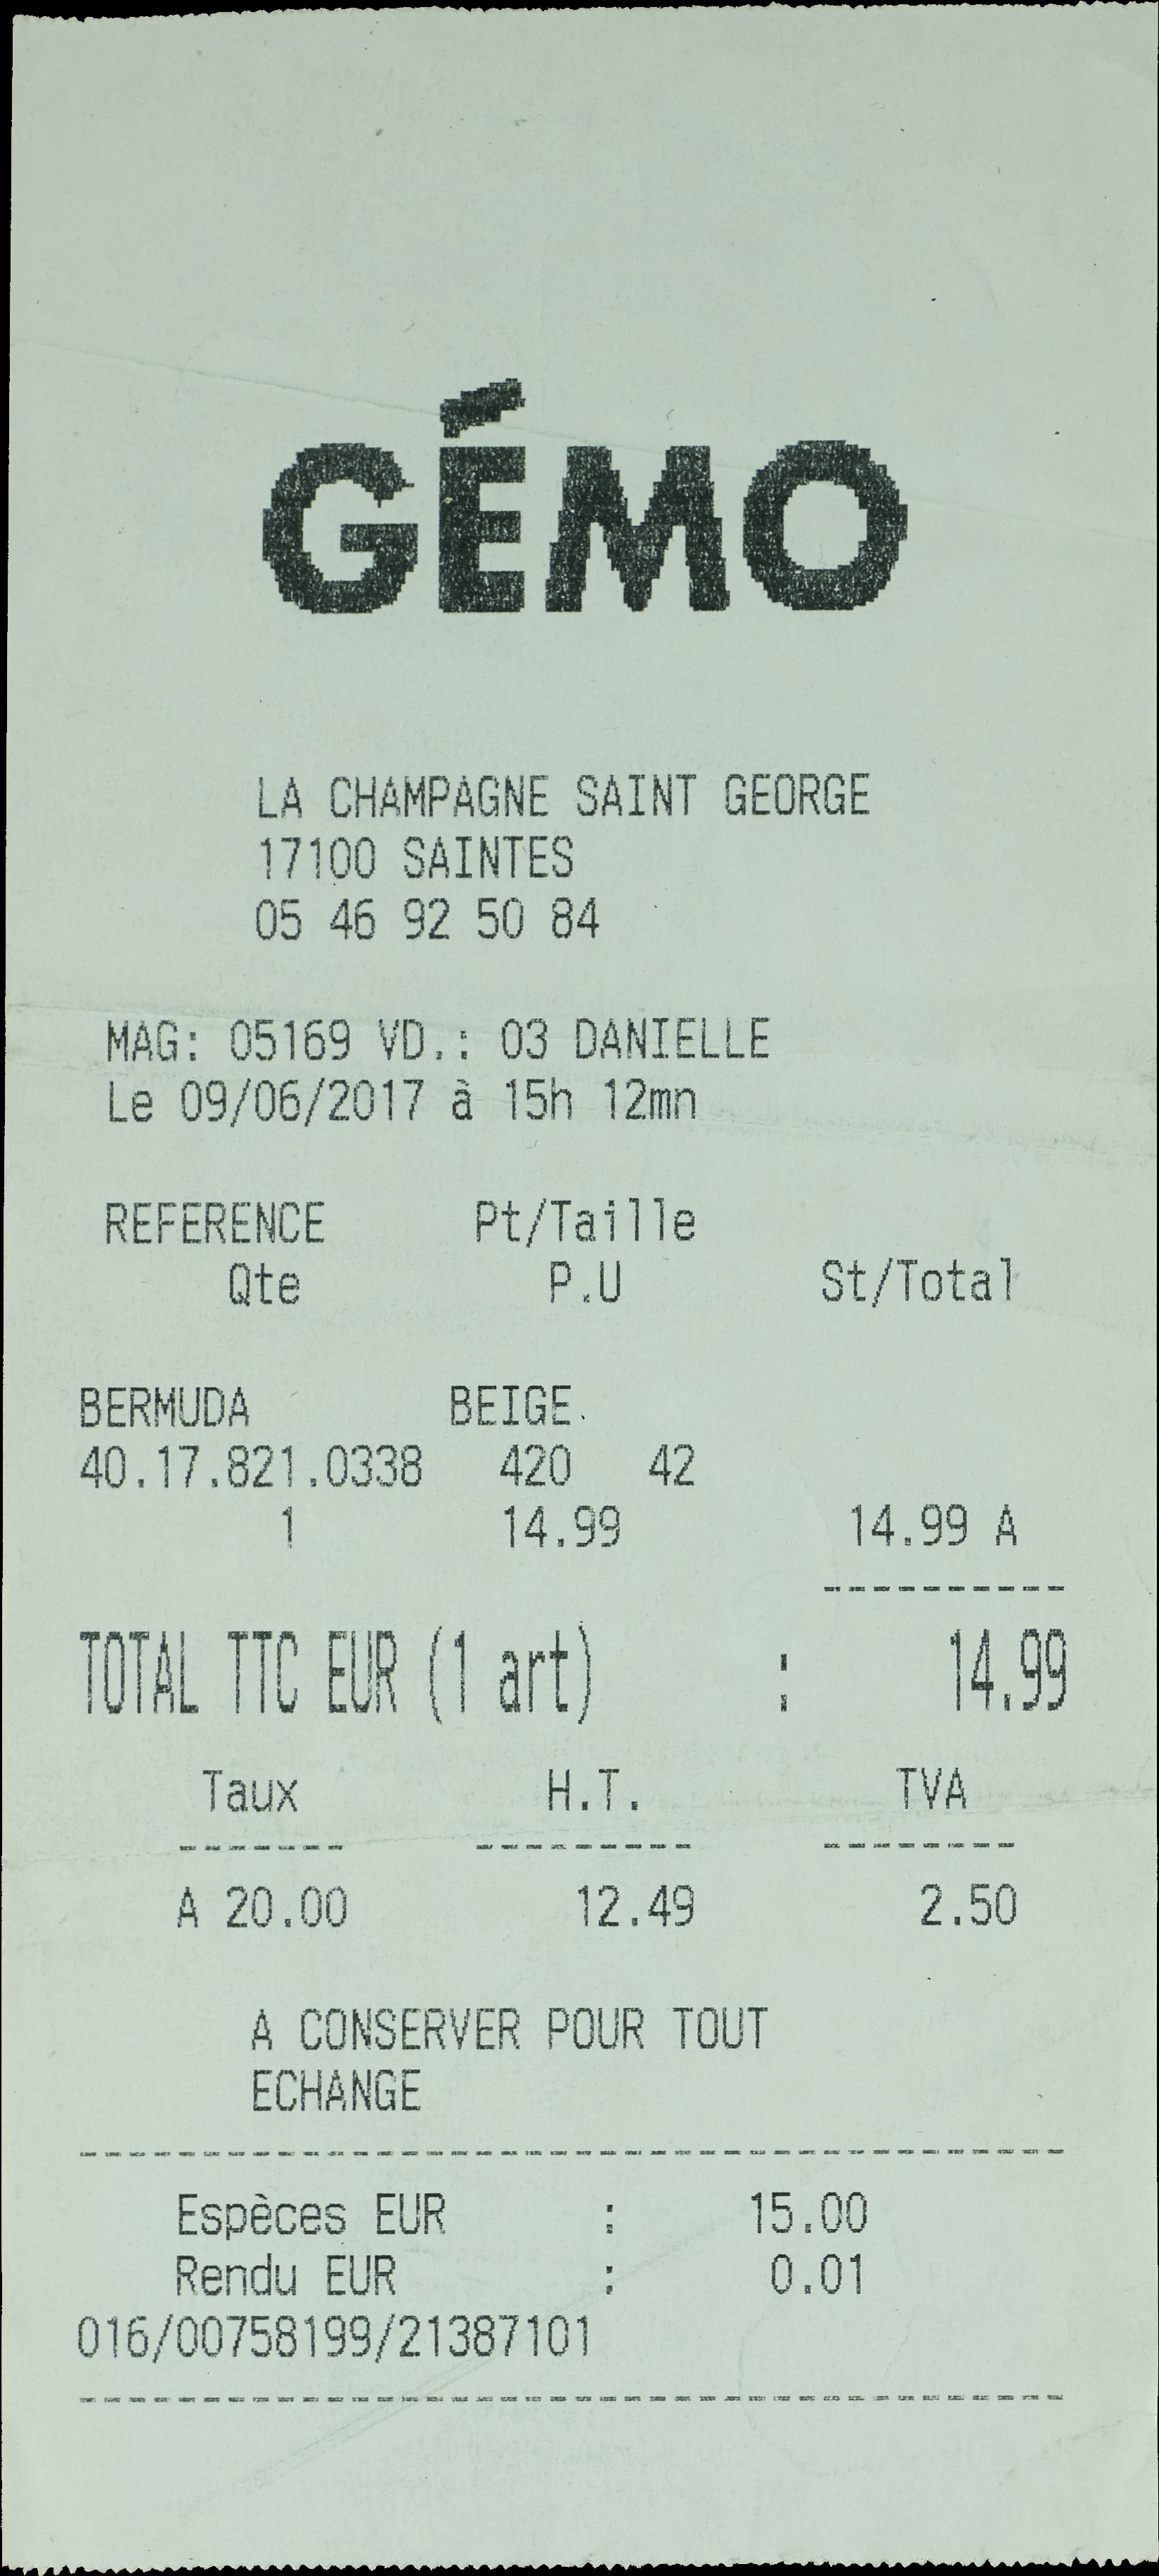 GÉMO
LA CHAMPAGNE SAINT GEORGE
17100 SAINTES
05 46 92 50 84
MAG: 05169 VD.: 03 DANIELLE
Le 09/06/2017 à 15h 12mn
REFERENCE Pt/Taille
Qte P.U St/Total
BERMUDA BEIGE
40.17.821.0338 420 42
1 14.99 14.99 A
----------
TOTAL TTC EUR (1 art) : 14.99
Taux H.T. TVA
------- --------- --------
A 20.00 12.49 2.50
A CONSERVER POUR TOUT
ECHANGE
----------------------------------------
Espèces EUR : 15.00
Rendu EUR : 0.01
016/00758199/21387101
----------------------------------------